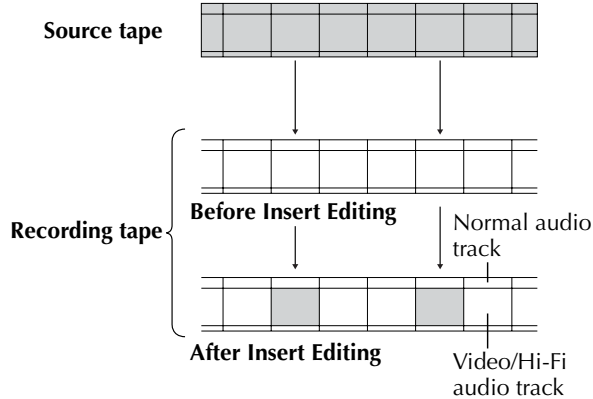 Source tape
Before Insert Editing
Normal audio
track
Recording tape
After Insert Editing
Video/Hi-Fi
audio track